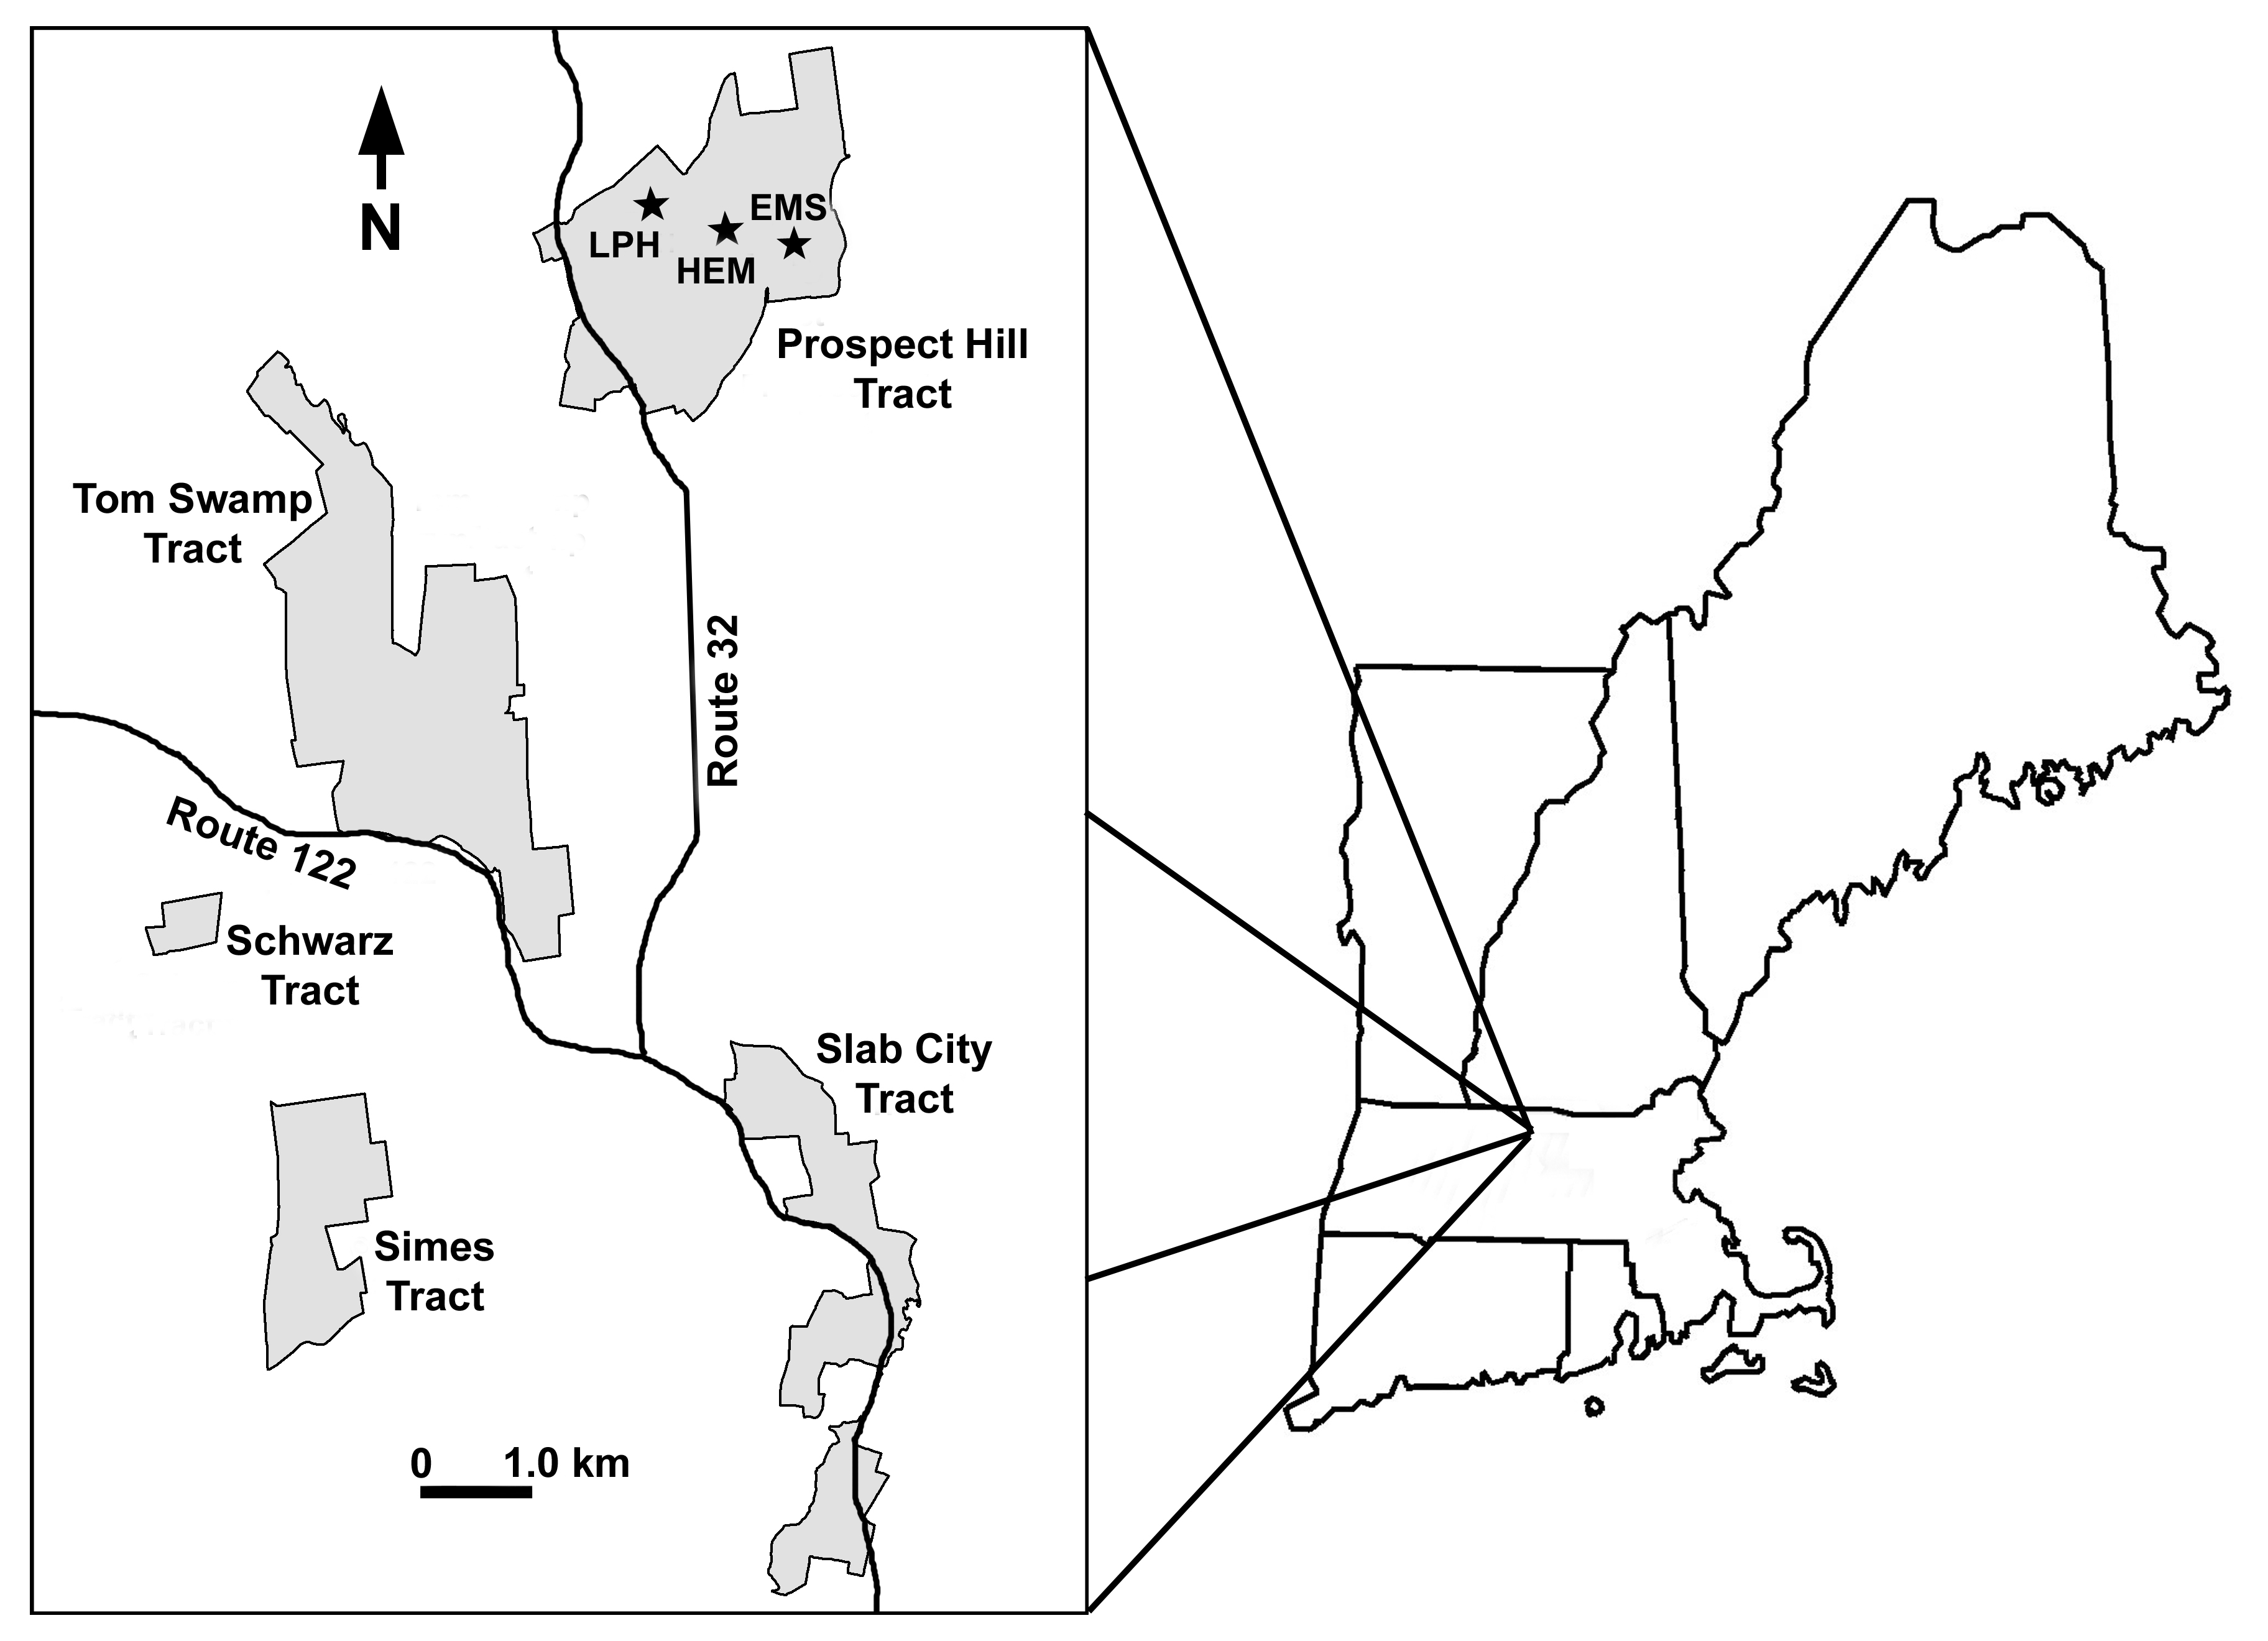 N
EMS
LPH
HEM
Prospect Hill
Tract
Tom Swamp
Tract
Route 32
Route 122
Schwarz
Tract
Slab City
Tract
Simes
Tract
0 1.0 km